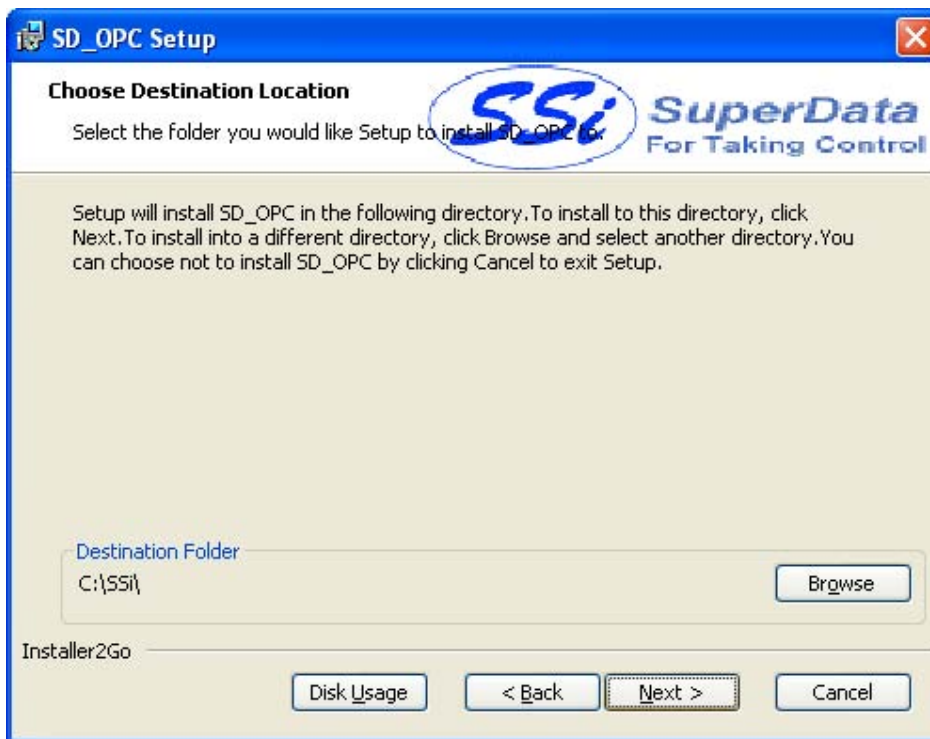 SD_OPC Setup
Choose Destination Location
Select the folder you would like Setup to install SD_OPC to.
SSi
SuperData
For Taking Control
Setup will install SD_OPC in the following directory.To install to this directory, click
Next.To install into a different directory, click Browse and select another directory.You
can choose not to install SD_OPC by clicking Cancel to exit Setup.
Destination Folder
C:\SSi\
Browse
Installer2Go
Disk Usage
< Back
Next >
Cancel